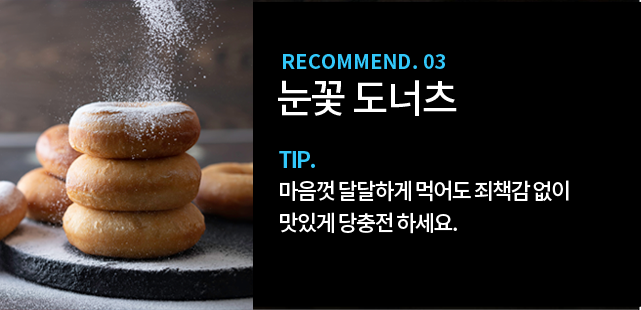 RECOMMEND. 03
눈꽃 도너츠
TIP.
마음껏 달달하게 먹어도 죄책감 없이
맛있게 당충전 하세요.